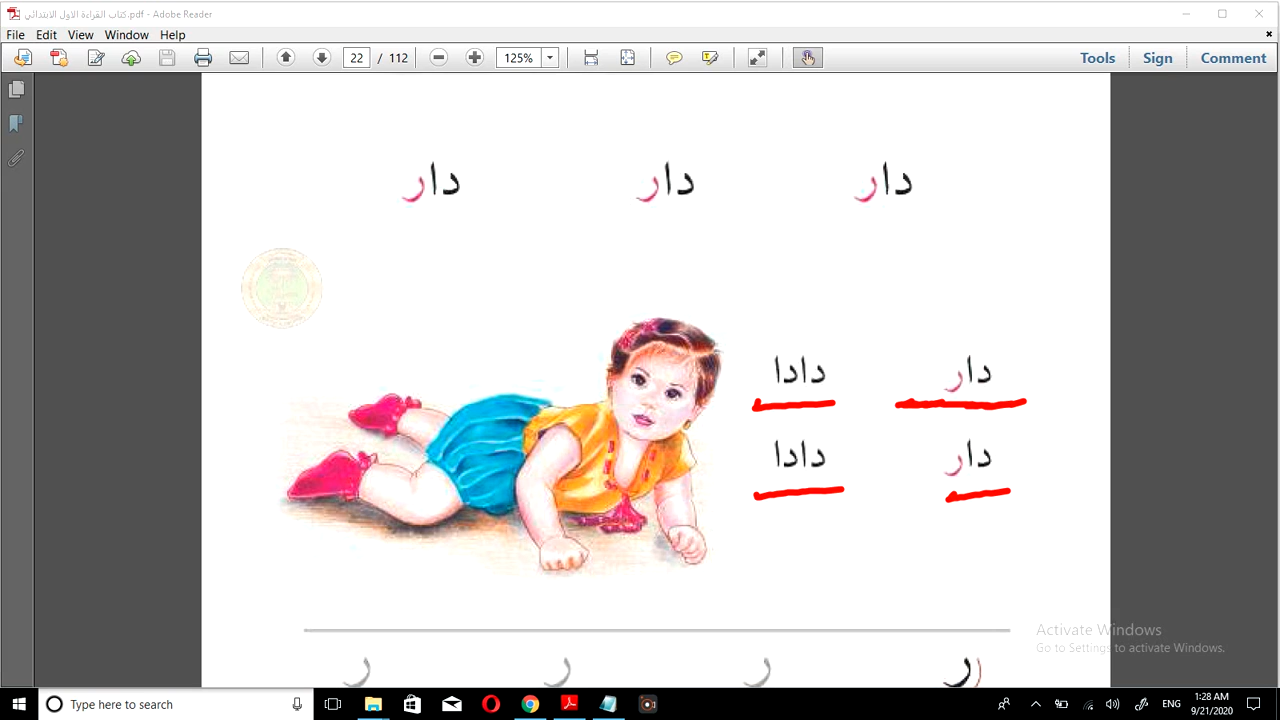 كتاب القراءة الاول الابتدائي.pdf - Adobe Reader
File Edit View Window Help
22 / 112 125% Tools Sign Comment
دار دار دار
دار دادا
دار دادا
Activate Windows
Go to Settings to activate Windows.
ر ر ر ر
Type here to search
ENG 1:28 AM
9/21/2020